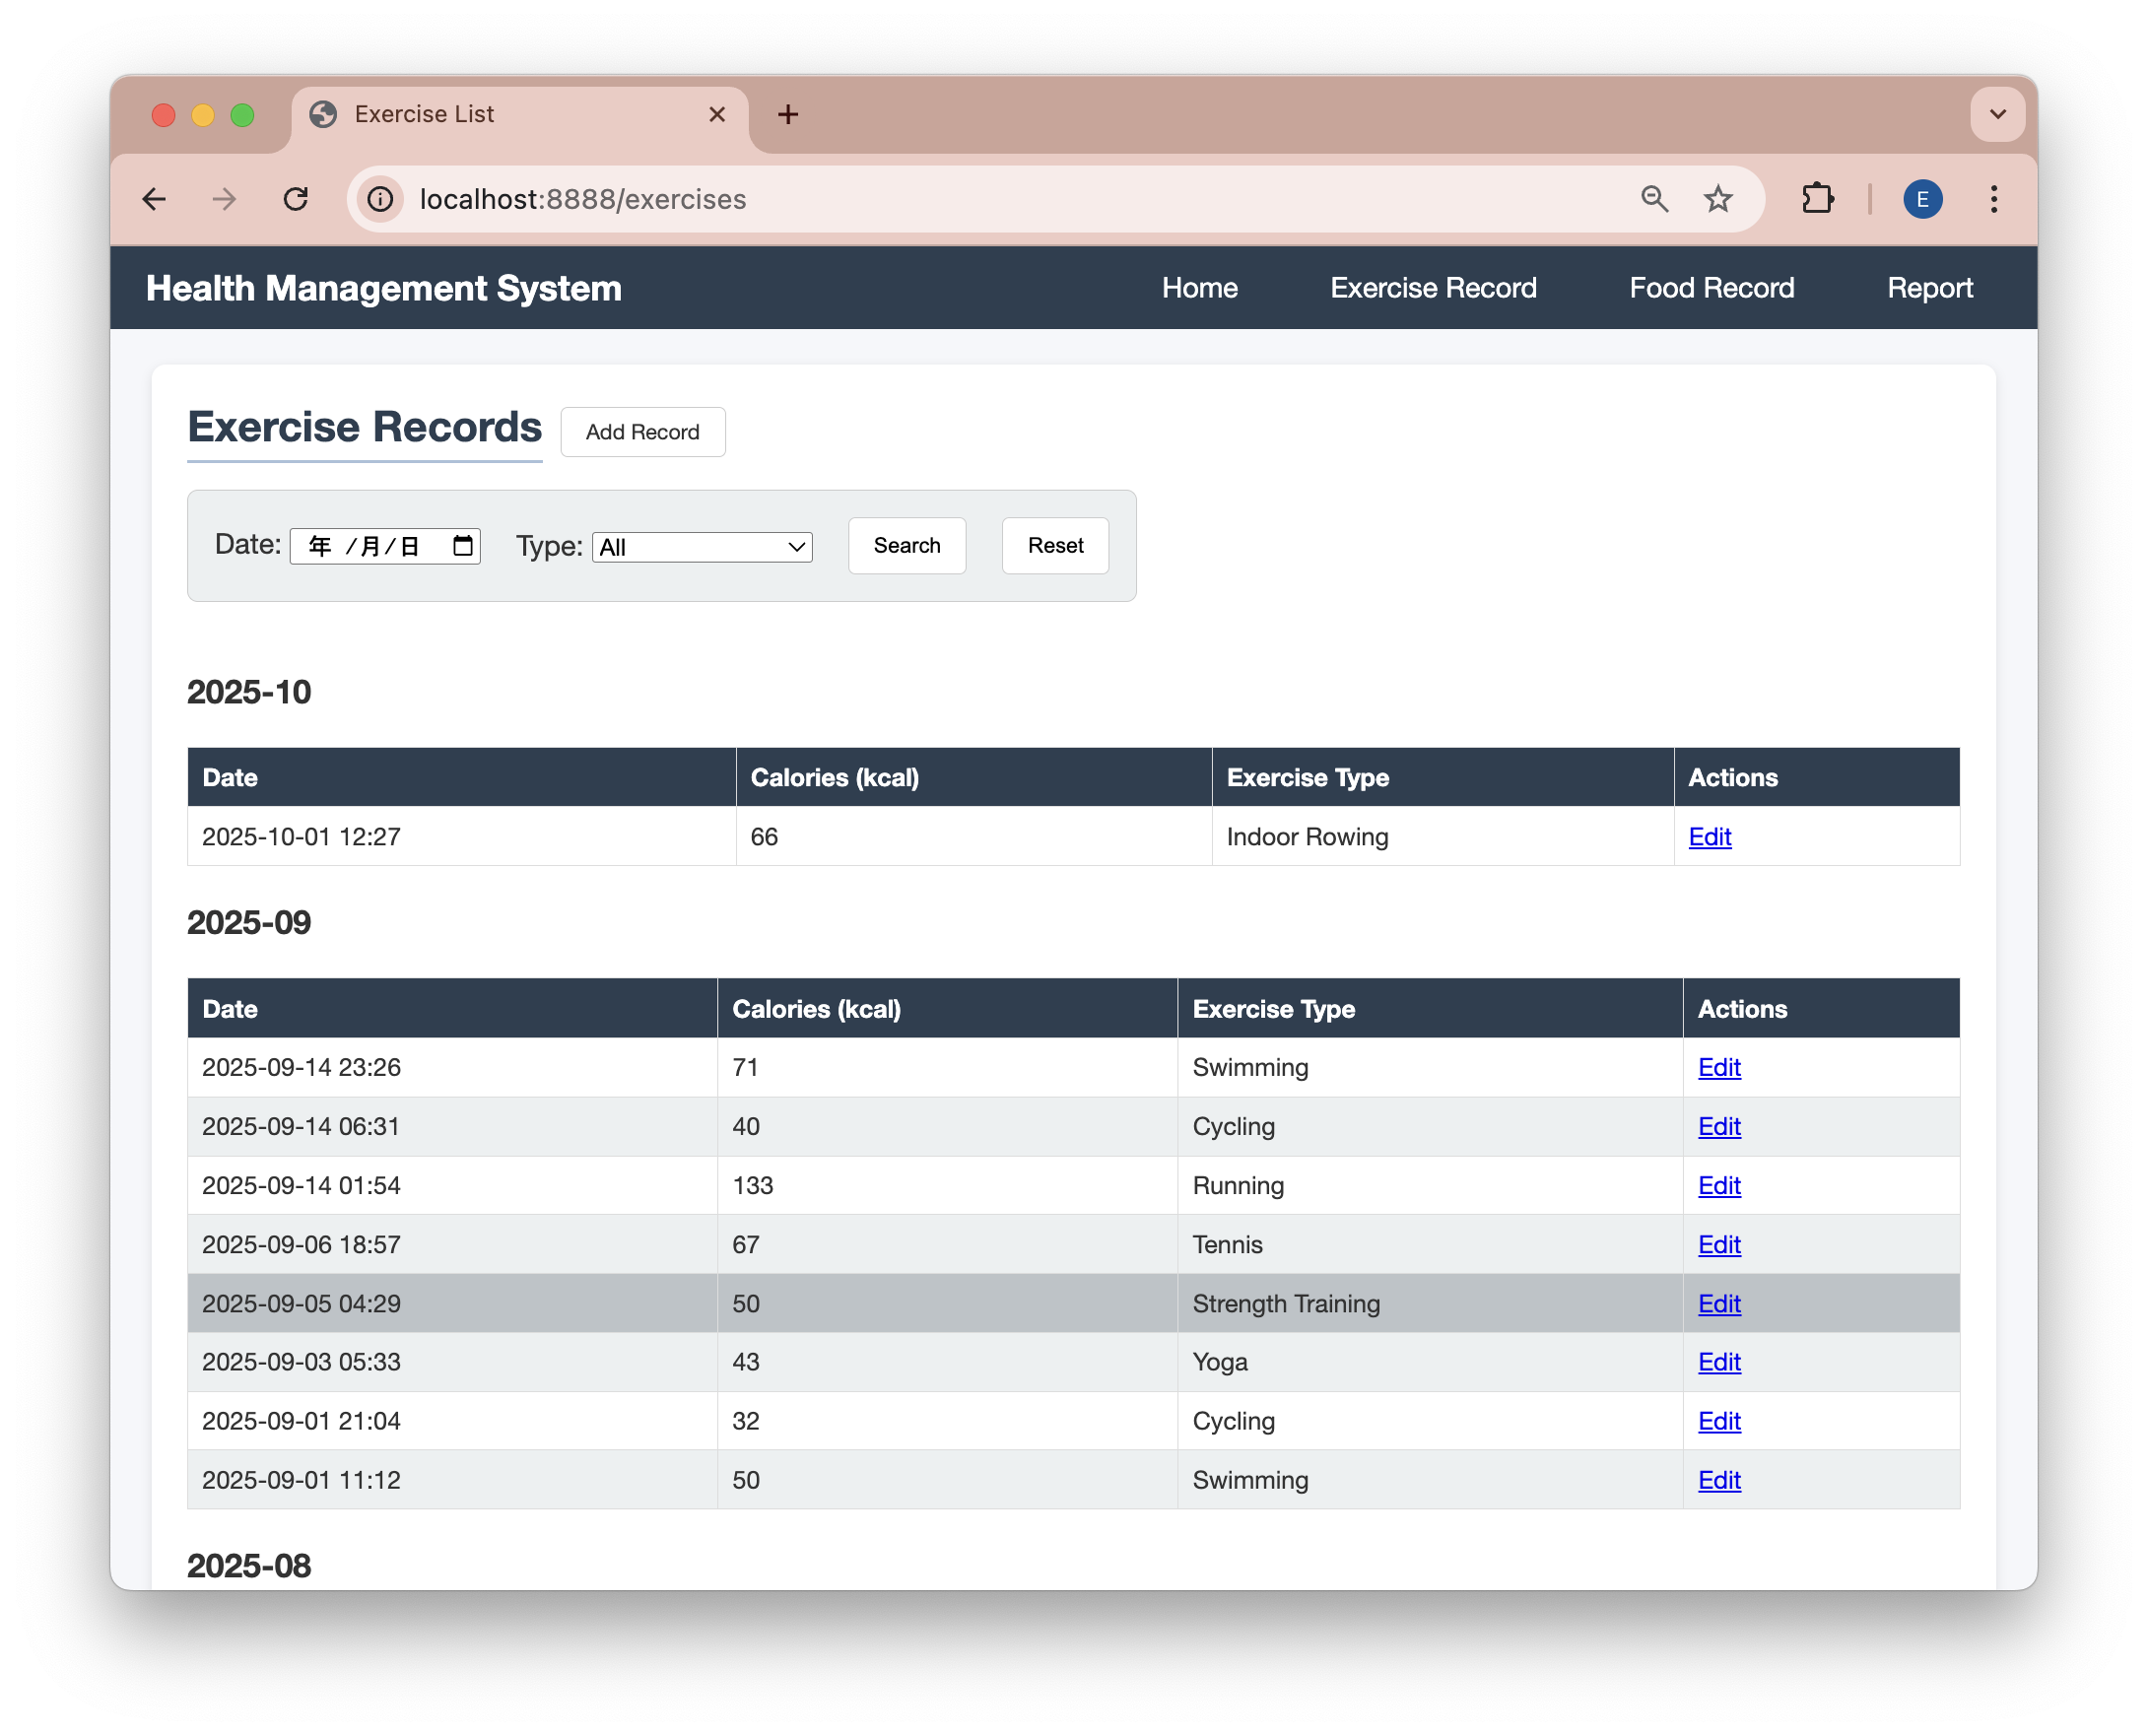 Exercise List
localhost:8888/exercises
E
Health Management System Home Exercise Record Food Record Report
Exercise Records Add Record
Date: 年 /月/日 Type: All Search Reset
2025-10
Date Calories (kcal) Exercise Type Actions
2025-10-01 12:27 66 Indoor Rowing Edit
2025-09
Date Calories (kcal) Exercise Type Actions
2025-09-14 23:26 71 Swimming Edit
2025-09-14 06:31 40 Cycling Edit
2025-09-14 01:54 133 Running Edit
2025-09-06 18:57 67 Tennis Edit
2025-09-05 04:29 50 Strength Training Edit
2025-09-03 05:33 43 Yoga Edit
2025-09-01 21:04 32 Cycling Edit
2025-09-01 11:12 50 Swimming Edit
2025-08